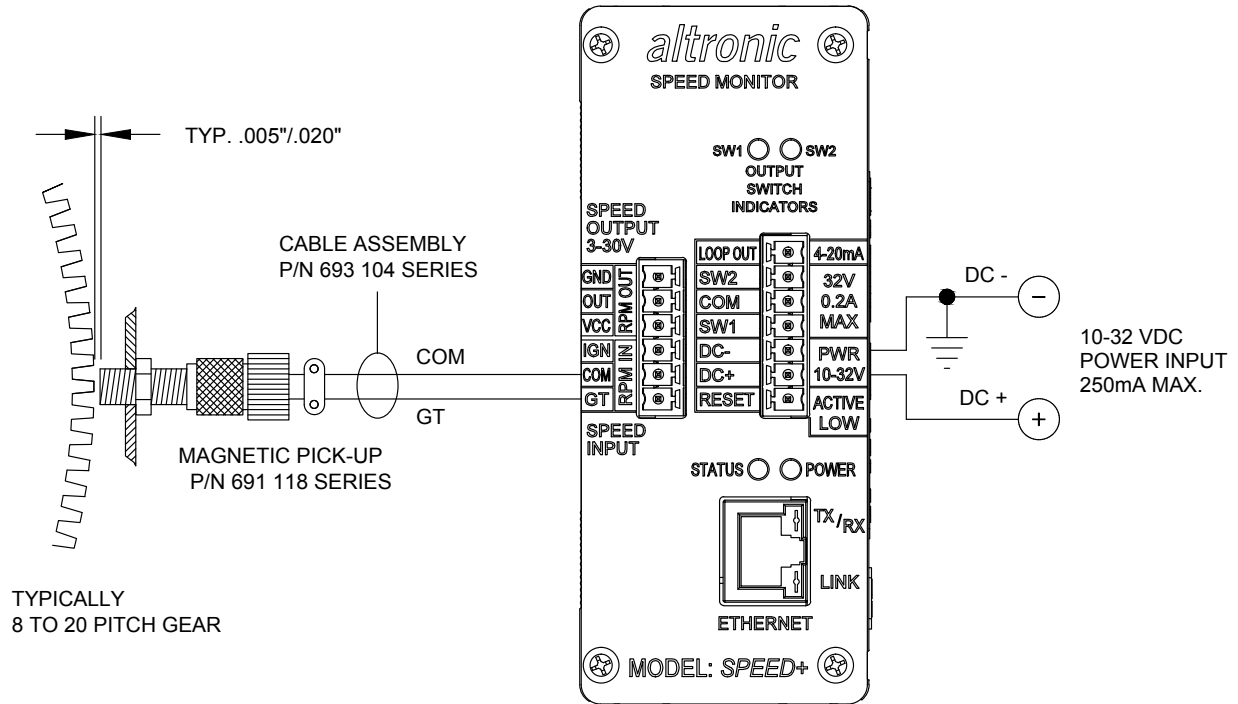 altronic
SPEED MONITOR
TYP. .005"/.020"
SW1
SW2
OUTPUT
SWITCH
INDICATORS
SPEED
OUTPUT
3-30V
CABLE ASSEMBLY
P/N 693 104 SERIES
GND
OUT
VCC
RPM OUT
IGN
COM
GT
RPM IN
SPEED
INPUT
LOOP OUT
SW2
COM
SW1
DC-
DC+
RESET
4-20mA
32V
0.2A
MAX
PWR
10-32V
ACTIVE
LOW
DC -
−
10-32 VDC
POWER INPUT
250mA MAX.
DC +
+
COM
GT
MAGNETIC PICK-UP
P/N 691 118 SERIES
STATUS
POWER
TX/RX
LINK
ETHERNET
TYPICALLY
8 TO 20 PITCH GEAR
MODEL: SPEED+